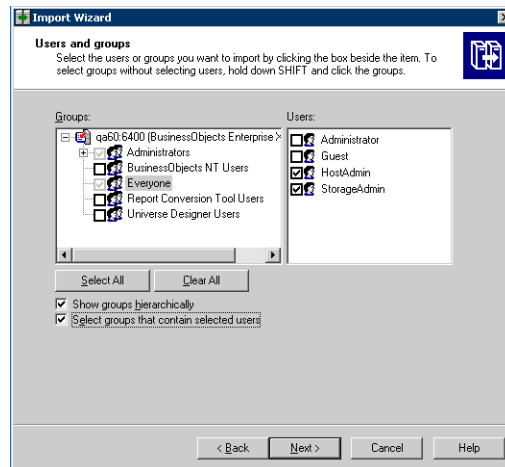 Import Wizard
Users and groups
Select the users or groups you want to import by clicking the box beside the item. To
select groups without selecting users, hold down SHIFT and click the groups.
Groups:
Users:
qa60:6400 (BusinessObjects Enterprise
Administrators
BusinessObjects NT Users
Everyone
Report Conversion Tool Users
Universe Designer Users
Administrator
Guest
HostAdmin
StorageAdmin
Select All
Clear All
Show groups hierarchically
Select groups that contain selected users
< Back
Next >
Cancel
Help